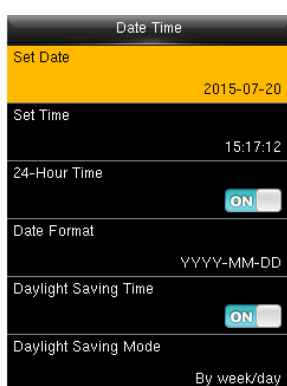 Date Time
Set Date
2015-07-20
Set Time
15:17:12
24-Hour Time
ON
Date Format
YYYY-MM-DD
Daylight Saving Time
ON
Daylight Saving Mode
By week/day